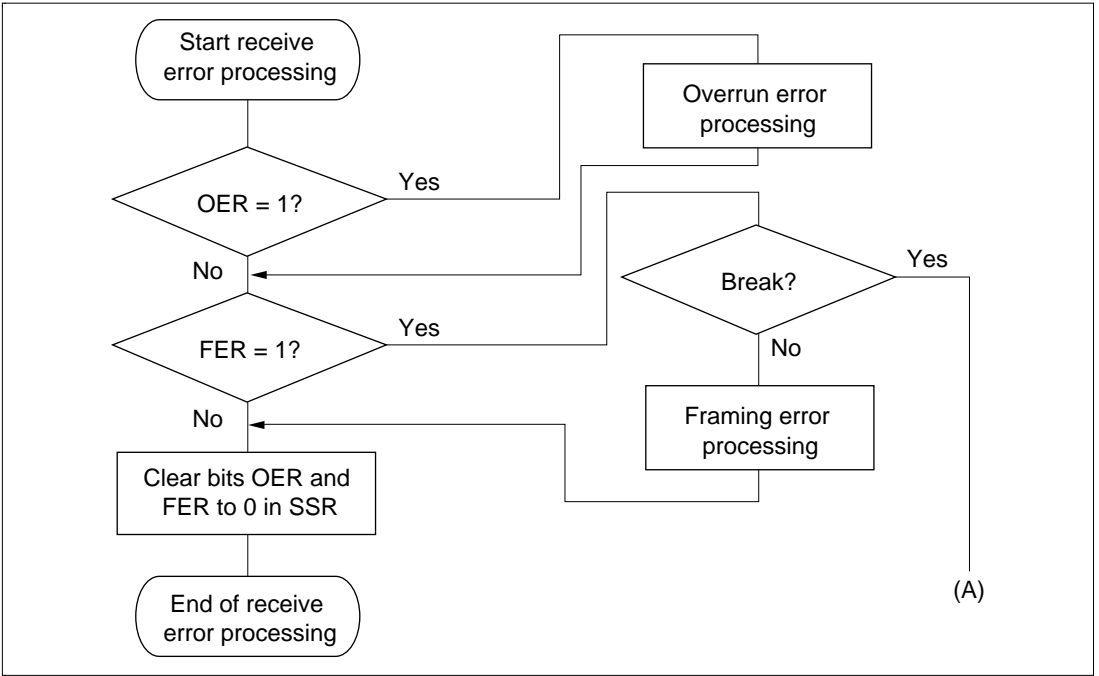 Start receive
error processing
Overrun error
processing
OER = 1?
Yes
No
Break?
Yes
FER = 1?
Yes
No
No
Framing error
processing
Clear bits OER and
FER to 0 in SSR
End of receive
error processing
(A)